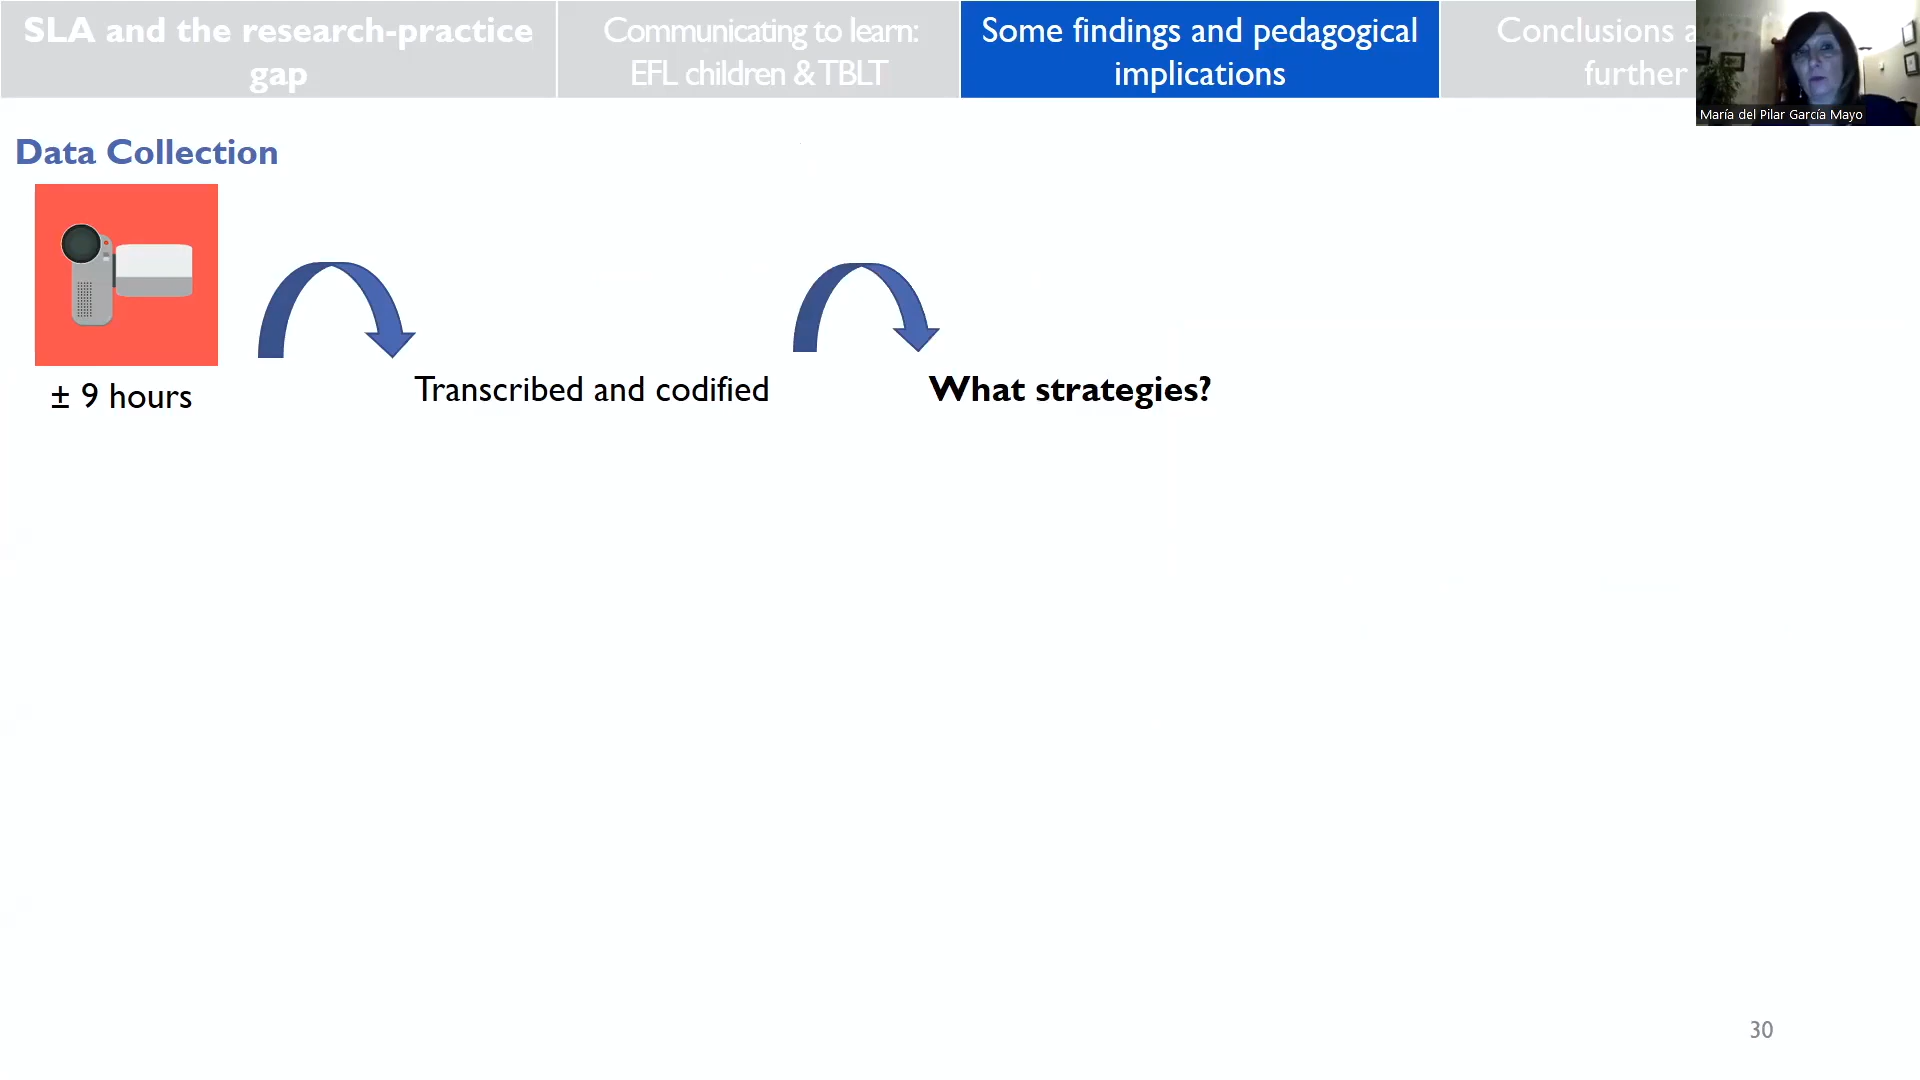 SLA and the research-practice
gap
Communicating to learn:
EFL children & TBLT
Some findings and pedagogical
implications
Conclusions
further
María del Pilar García Mayo
Data Collection
± 9 hours
Transcribed and codified
What strategies?
30